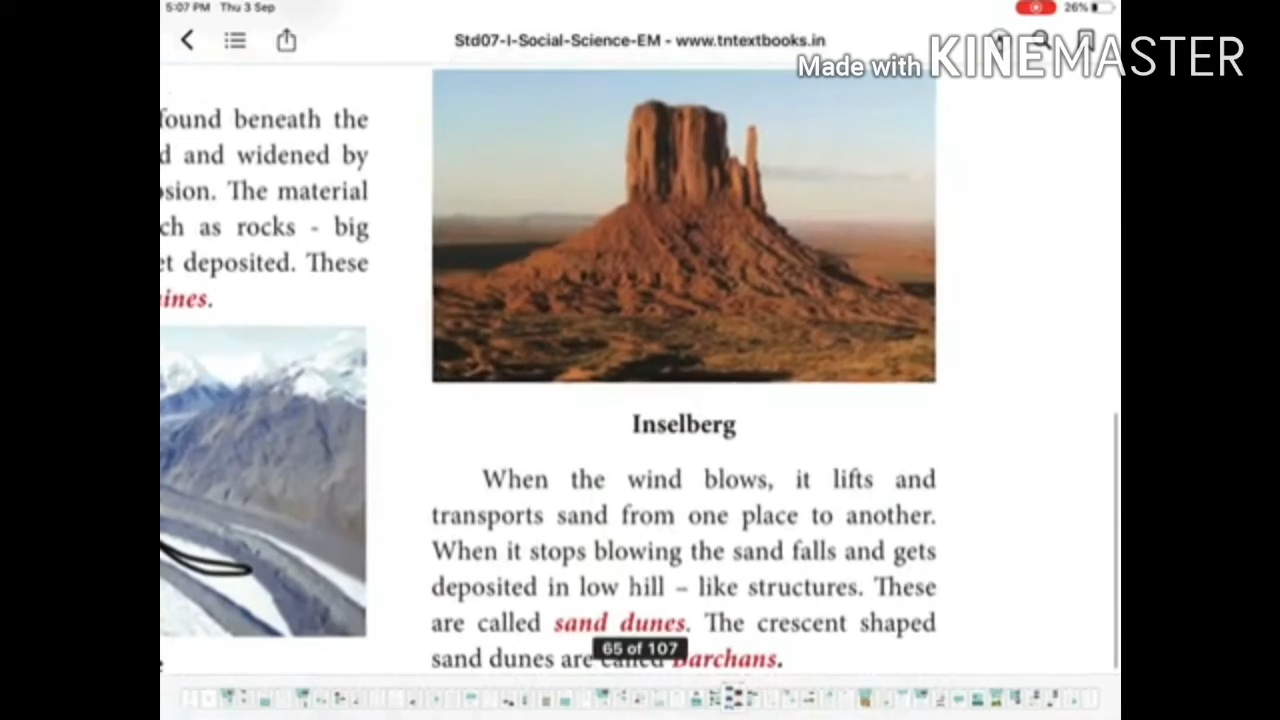 5:07 PM Thu 3 Sep
26%
Std07-I-Social-Science-EM - www.tntextbooks.in
Made with KINEMASTER
found beneath the
and widened by
The material
as rocks - big
deposited. These
Inselberg
When the wind blows, it lifts and
transports sand from one place to another.
When it stops blowing the sand falls and gets
deposited in low hill – like structures. These
are called sand dunes. The crescent shaped
sand dunes are called Barchans.
65 of 107